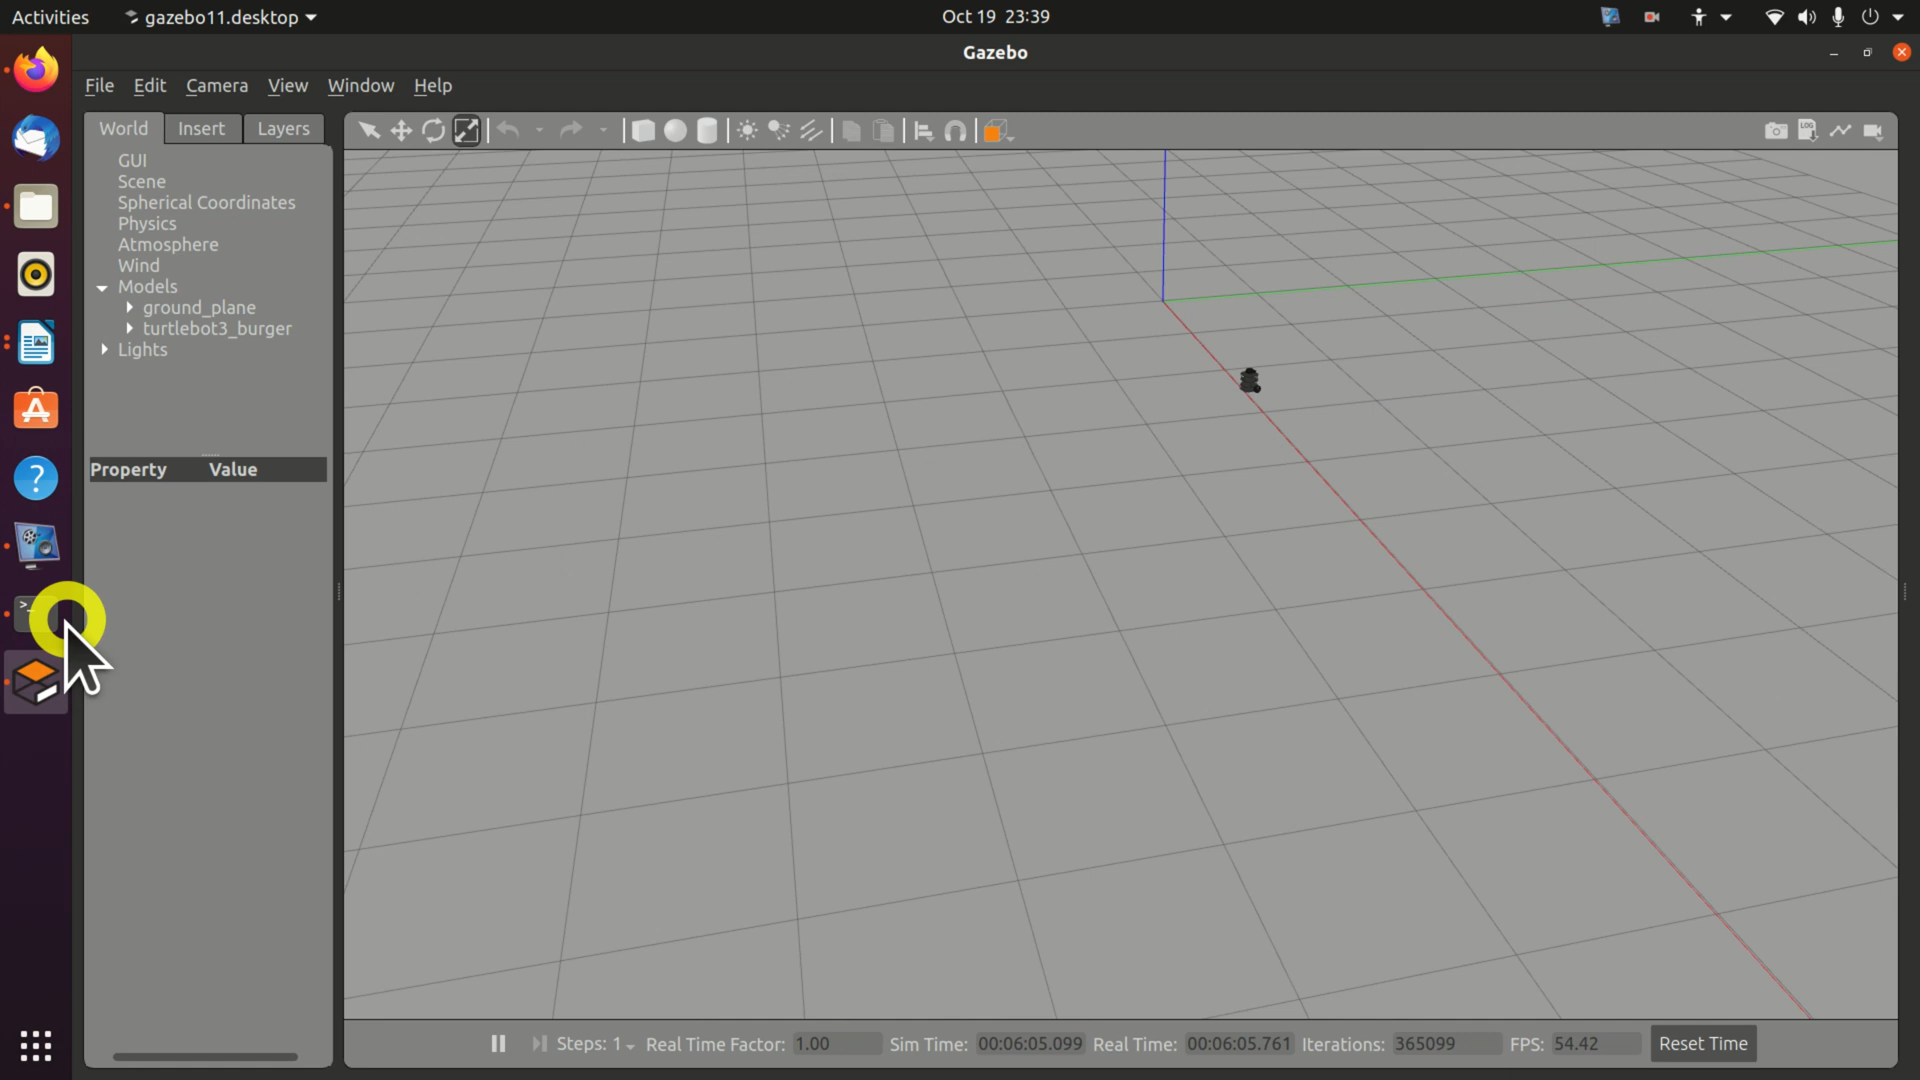 Activities gazebo11.desktop Oct 19 23:39
Gazebo
File Edit Camera View Window Help
World Insert Layers
GUI
Scene
Spherical Coordinates
Physics
Atmosphere
Wind
Models
ground_plane
turtlebot3_burger
Lights
Property Value
LOG
>_
?
Steps: 1 Real Time Factor: 1.00 Sim Time: 00:06:05.099 Real Time: 00:06:05.761 Iterations: 365099 FPS: 54.42 Reset Time